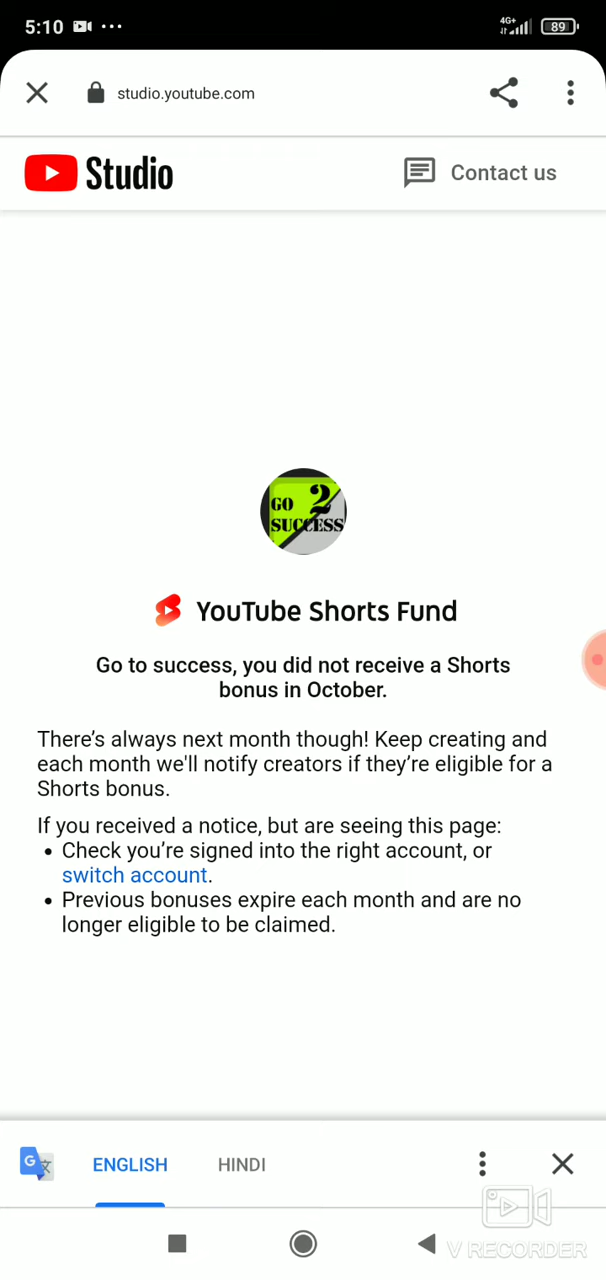 5:10
4G+
89
studio.youtube.com
Studio
Contact us
GO 2
SUCCESS
YouTube Shorts Fund
Go to success, you did not receive a Shorts
bonus in October.
There's always next month though! Keep creating and
each month we'll notify creators if they're eligible for a
Shorts bonus.
If you received a notice, but are seeing this page:
• Check you're signed into the right account, or
switch account.
• Previous bonuses expire each month and are no
longer eligible to be claimed.
G 文
ENGLISH
HINDI
V RECORDER